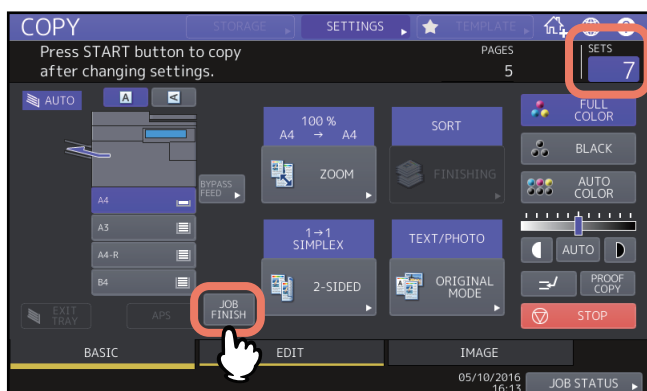 COPY
STORAGE
SETTINGS
TEMPLATE
Press START button to copy
after changing settings.
PAGES
5
SETS
7
AUTO
A
A
100 %
A4 → A4
ZOOM
SORT
FINISHING
FULL
COLOR
BLACK
AUTO
COLOR
BYPASS
FEED
A4
A3
A4-R
B4
1→1
SIMPLEX
2-SIDED
TEXT/PHOTO
ORIGINAL
MODE
AUTO
PROOF
COPY
STOP
EXIT
TRAY
APS
JOB
FINISH
BASIC
EDIT
IMAGE
05/10/2016
16:13
JOB STATUS